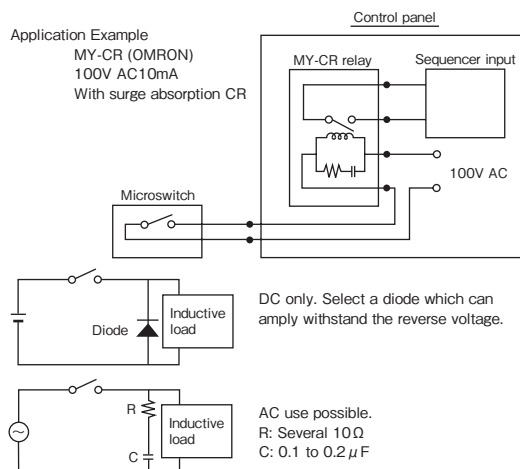 Control panel
Application Example
MY-CR (OMRON)
100V AC10mA
With surge absorption CR
MY-CR relay
Sequencer input
100V AC
Microswitch
Diode
Inductive
load
DC only. Select a diode which can
amply withstand the reverse voltage.
R
C
Inductive
load
AC use possible.
R: Several 10Ω
C: 0.1 to 0.2μF